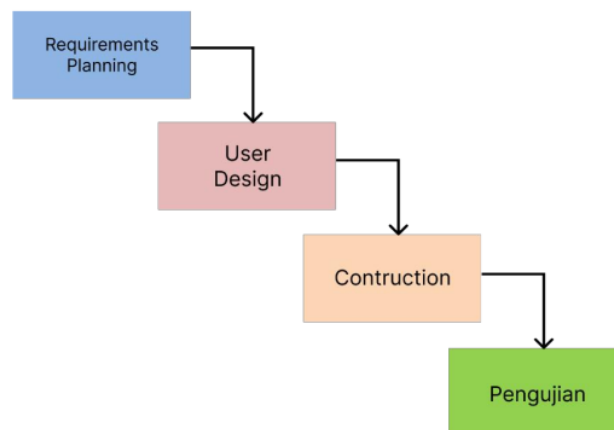 Requirements
Planning
User
Design
Contruction
Pengujian